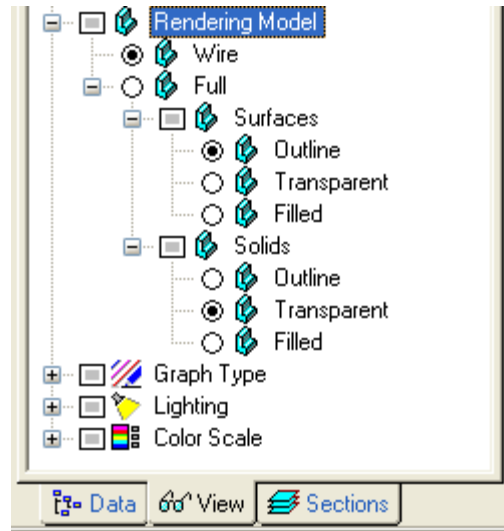 Rendering Model
Wire
Full
Surfaces
Outline
Transparent
Filled
Solids
Outline
Transparent
Filled
Graph Type
Lighting
Color Scale
Data View Sections